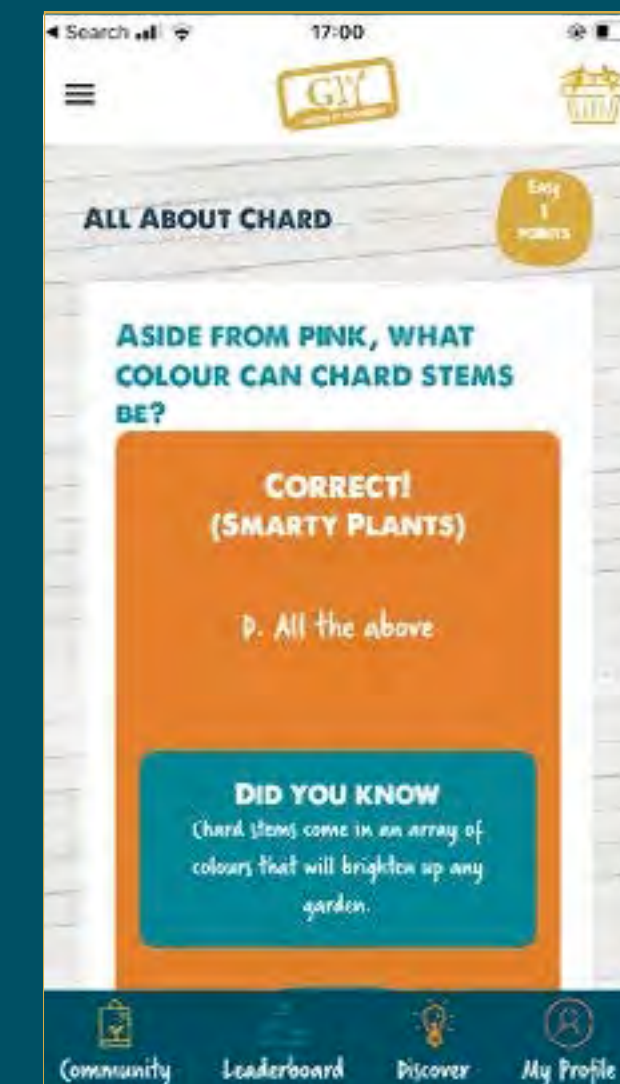 Search
17:00
GIY
ALL ABOUT CHARD
Easy
1
POINTS
ASIDE FROM PINK, WHAT
COLOUR CAN CHARD STEMS
BE?
CORRECT!
(SMARTY PLANTS)
D. All the above
DID YOU KNOW
Chard stems come in an array of
colours that will brighten up any
garden.
Community Leaderboard Discover My Profile